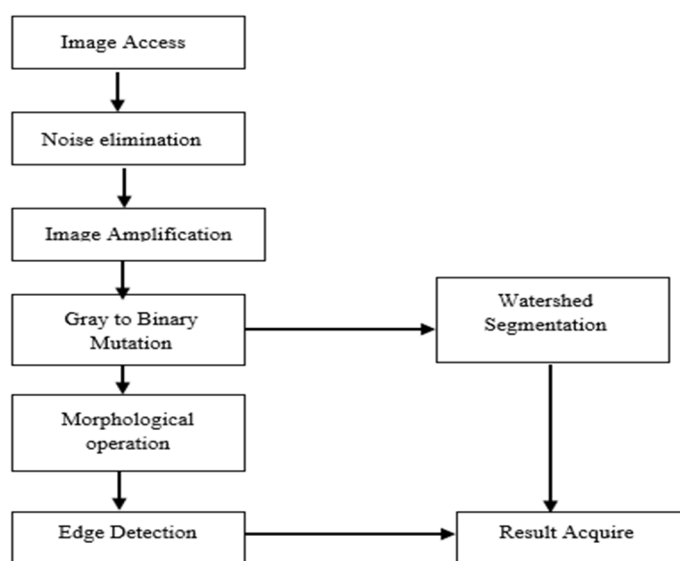 Image Access
Noise elimination
Image Amplification
Gray to Binary
Mutation
Watershed
Segmentation
Morphological
operation
Edge Detection
Result Acquire